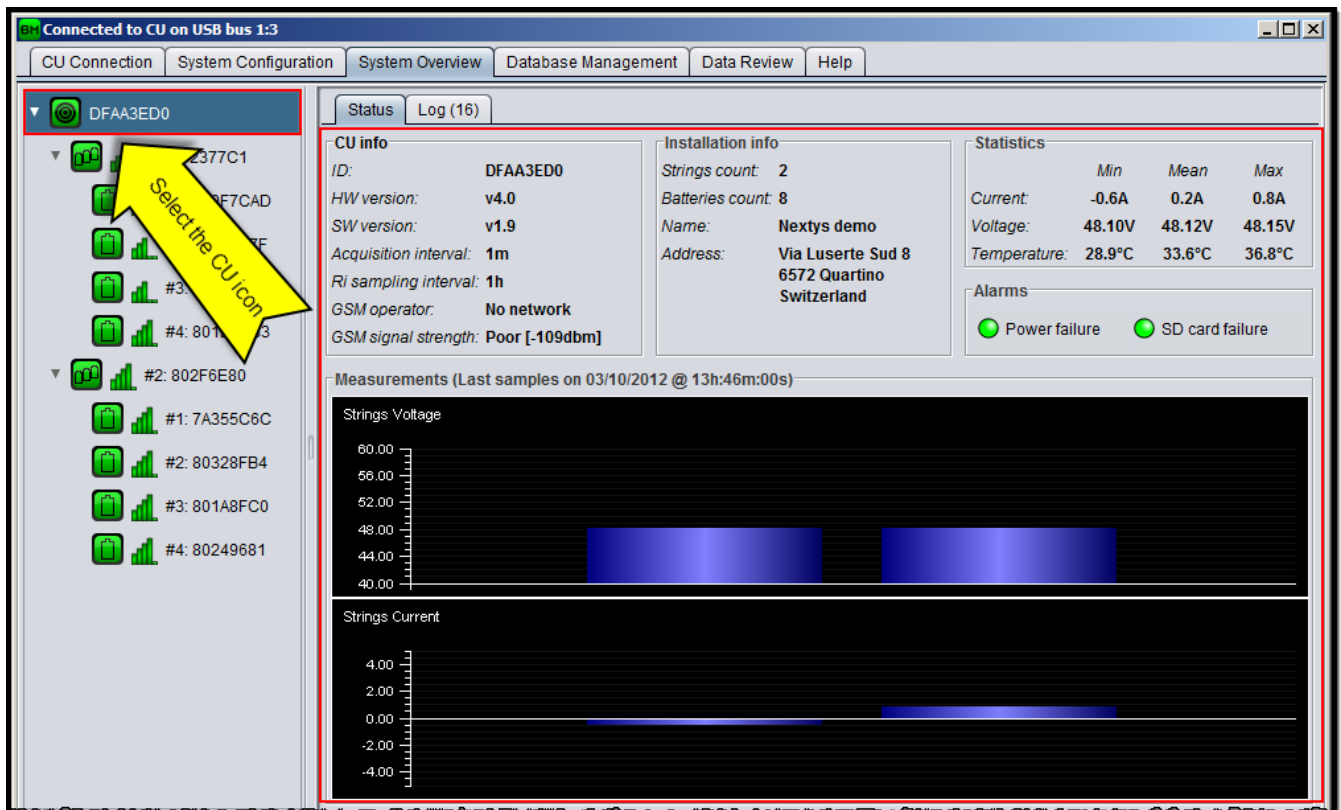 BM Connected to CU on USB bus 1:3
CU Connection System Configuration System Overview Database Management Data Review Help
DFAA3ED0
2377C1
F7CAD
#3:
#4: 801
3
#2: 802F6E80
#1: 7A355C6C
#2: 80328FB4
#3: 801A8FC0
#4: 80249681
Select the CU icon
Status Log (16)
CU info
ID: DFAA3ED0
HW version: v4.0
SW version: v1.9
Acquisition interval: 1m
Ri sampling interval: 1h
GSM operator: No network
GSM signal strength: Poor [-109dbm]
Installation info
Strings count: 2
Batteries count: 8
Name: Nextys demo
Address: Via Luserte Sud 8
6572 Quartino
Switzerland
Statistics
Min Mean Max
Current: -0.6A 0.2A 0.8A
Voltage: 48.10V 48.12V 48.15V
Temperature: 28.9°C 33.6°C 36.8°C
Alarms
Power failure SD card failure
Measurements (Last samples on 03/10/2012 @ 13h:46m:00s)
Strings Voltage
60.00
56.00
52.00
48.00
44.00
40.00
Strings Current
4.00
2.00
0.00
-2.00
-4.00